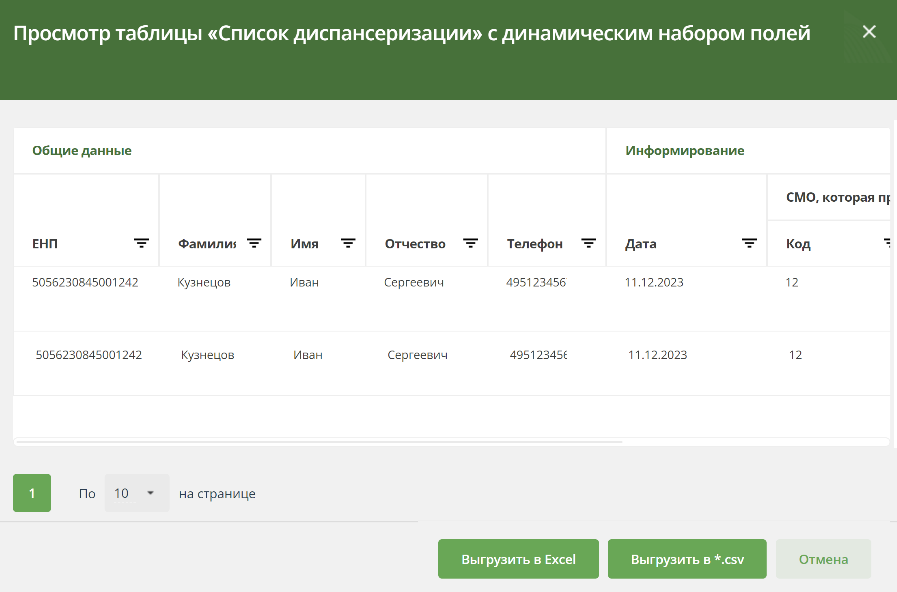 Просмотр таблицы «Список диспансеризации» с динамическим набором полей
Общие данные Информирование
СМО, которая пр
ЕНП Фамилия Имя Отчество Телефон Дата Код
5056230845001242 Кузнецов Иван Сергеевич 495123456 11.12.2023 12
5056230845001242 Кузнецов Иван Сергеевич 495123456 11.12.2023 12
1 По 10 на странице
Выгрузить в Excel Выгрузить в *.csv Отмена